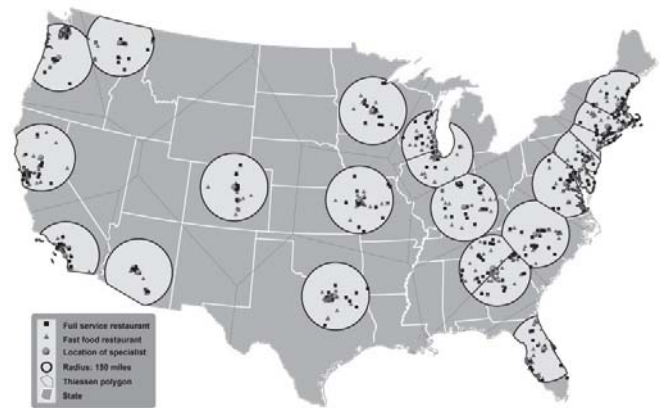 Full service restaurant
Fast food restaurant
Location of specialist
Radius: 150 miles
Thiessen polygon
State